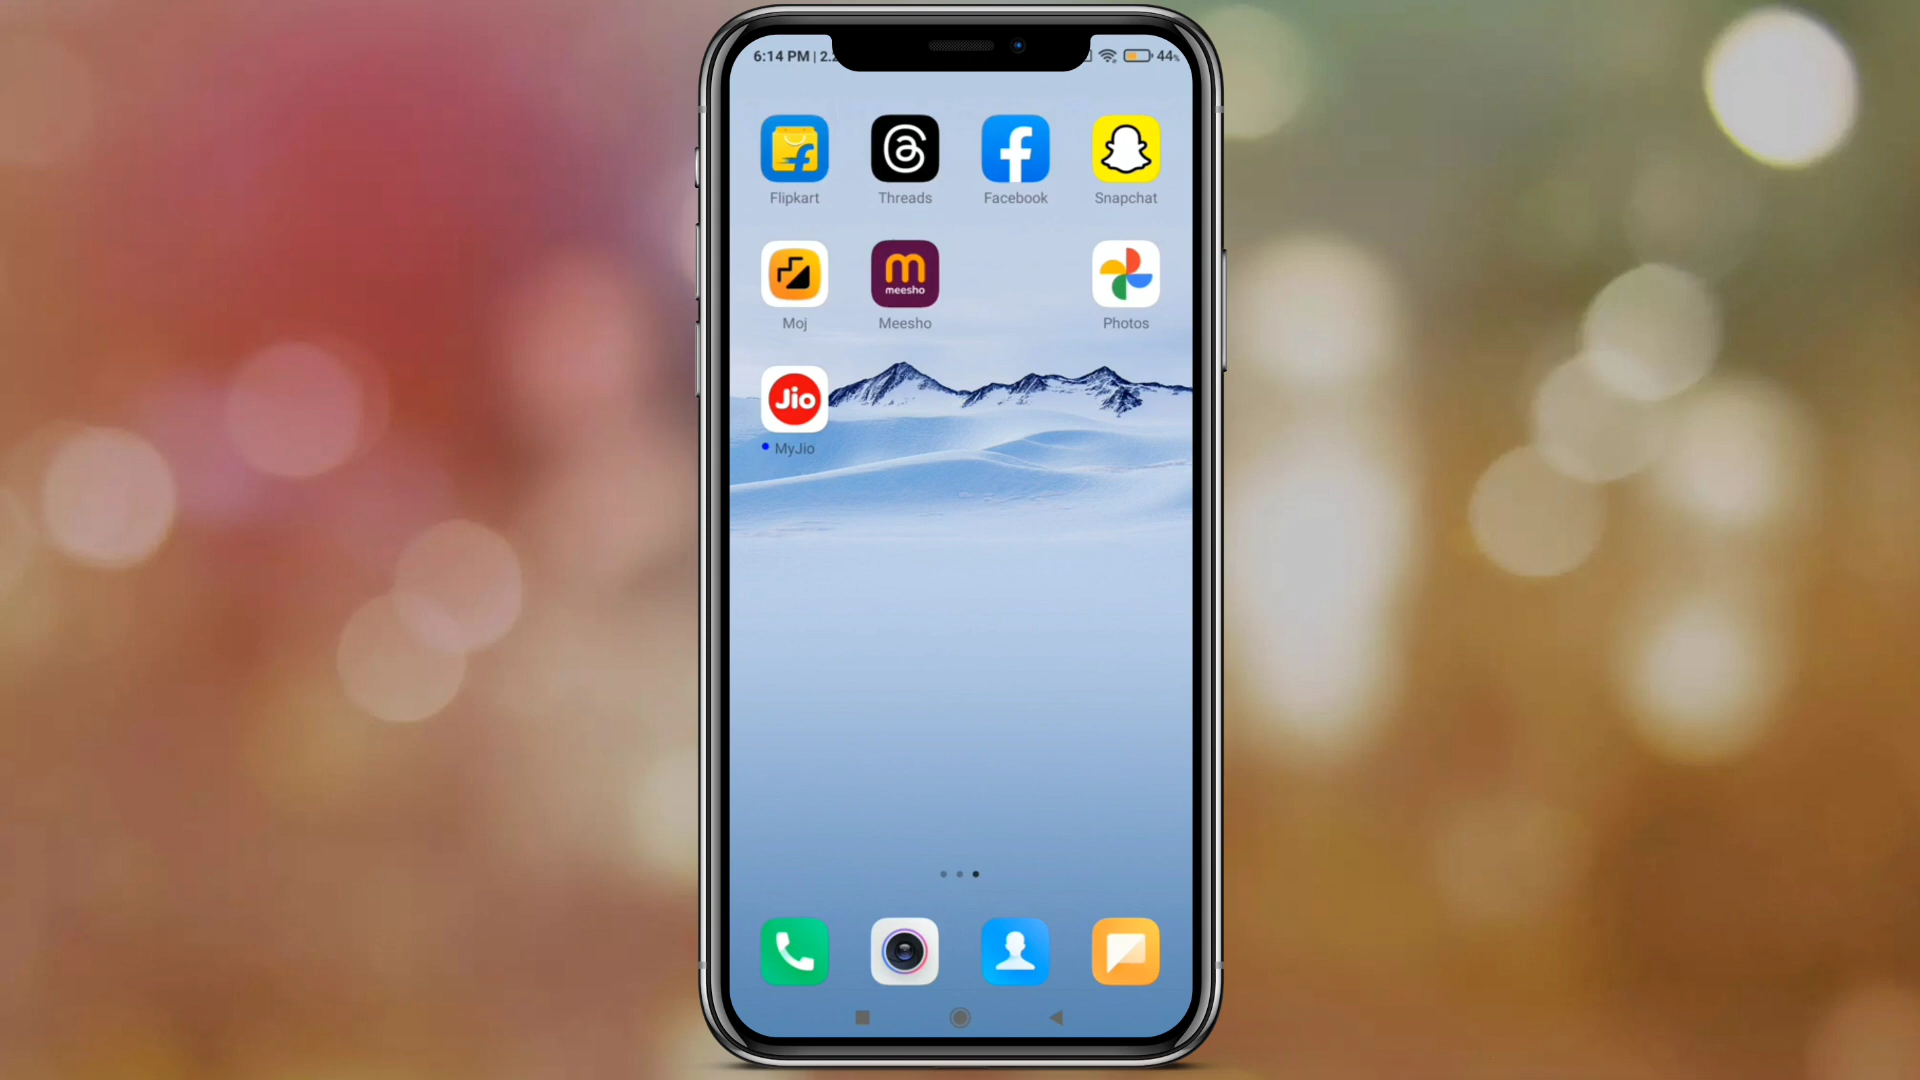 6:14 PM | 2.
44%
Flipkart
Threads
Facebook
Snapchat
meesho
Moj
Meesho
Photos
Jio
MyJio